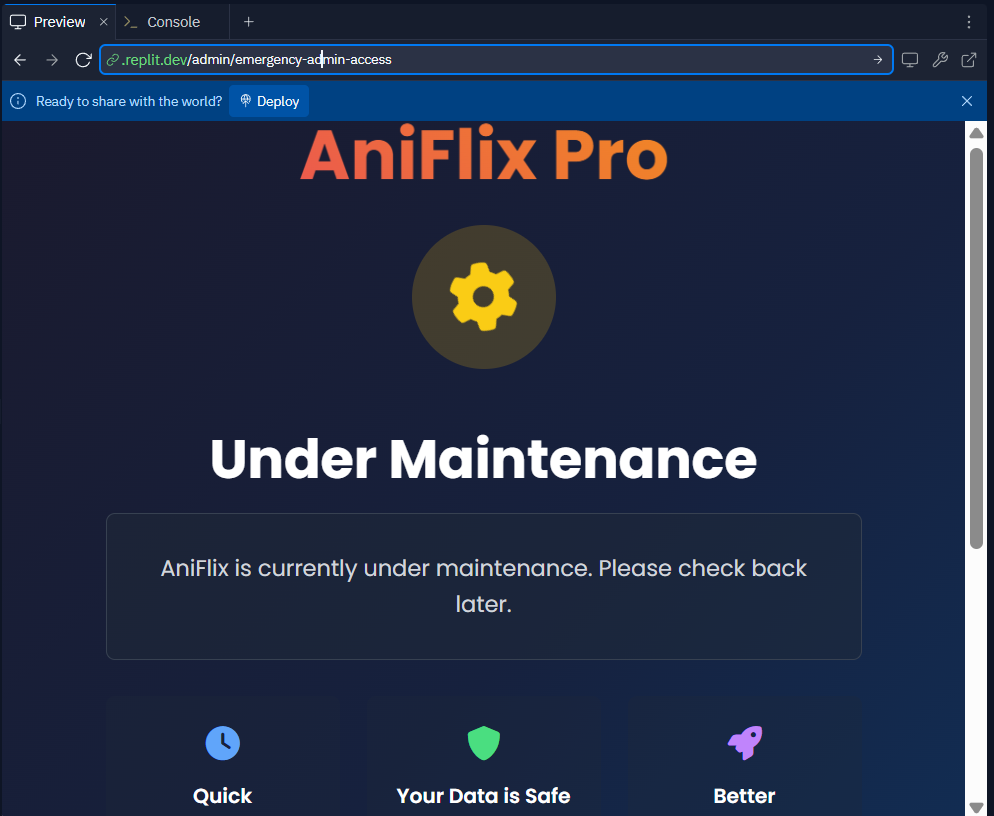 Preview
Console
.replit.dev/admin/emergency-admin-access
Ready to share with the world? Deploy
AniFlix Pro
Under Maintenance
AniFlix is currently under maintenance. Please check back
later.
Quick
Your Data is Safe
Better